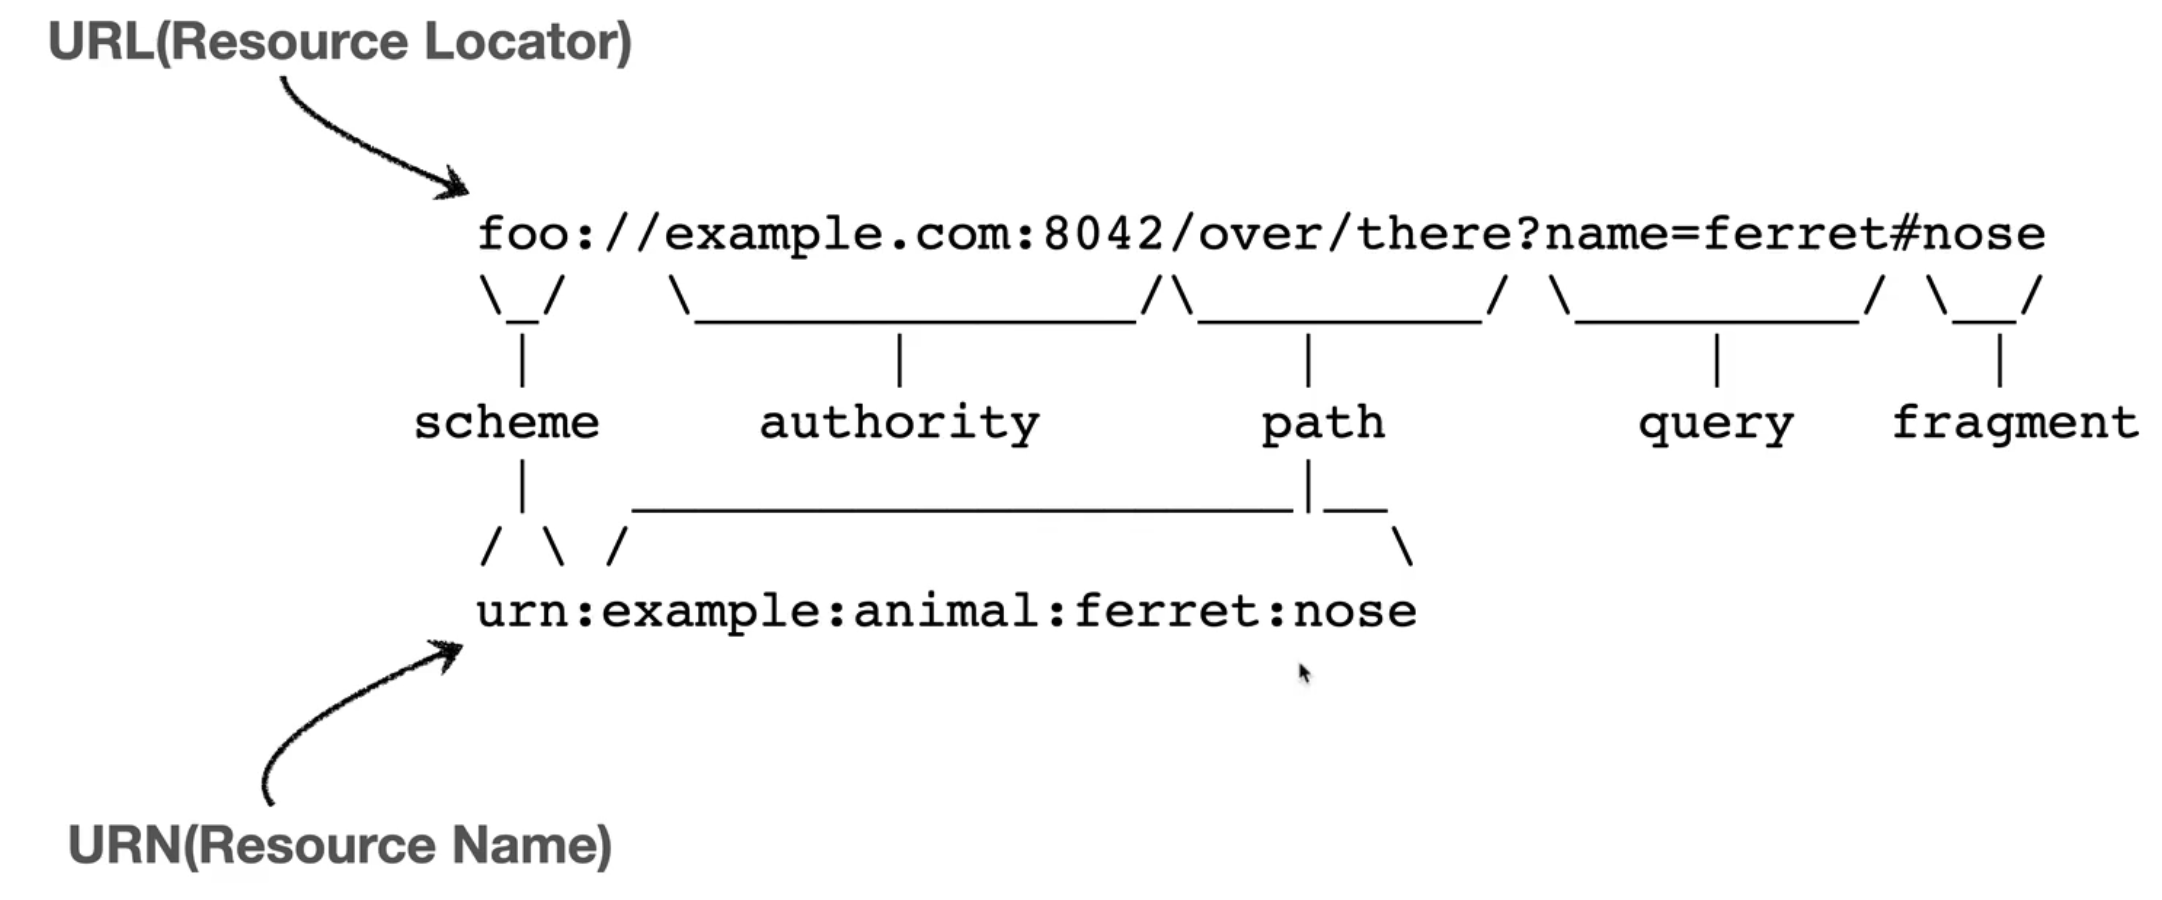 URL(Resource Locator)
foo://example.com:8042/over/there?name=ferret#nose
scheme authority path query fragment
urn:example:animal:ferret:nose
URN(Resource Name)